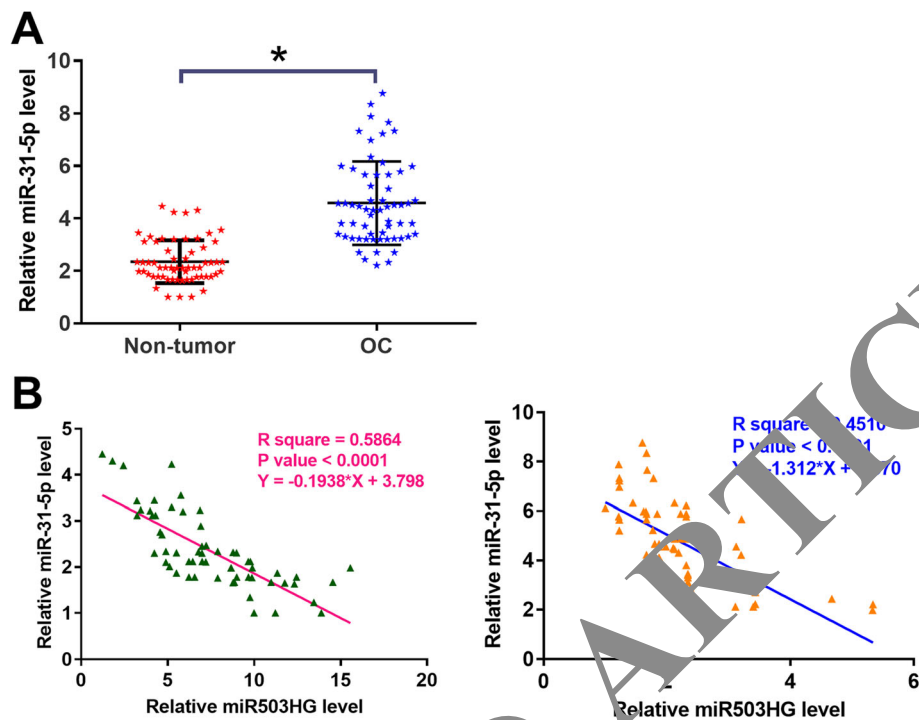 A
Relative miR-31-5p level
10
8
6
4
2
0
*
Non-tumor
OC
B
Relative miR-31-5p level
5
4
3
2
1
0
R square = 0.5864
P value < 0.0001
Y = -0.1938*X + 3.798
0
5
10
15
20
Relative miR503HG level
Relative miR-31-5p level
10
8
6
4
2
0
R square
P value <
0
2
4
6
Relative miR503HG level
ARTIC